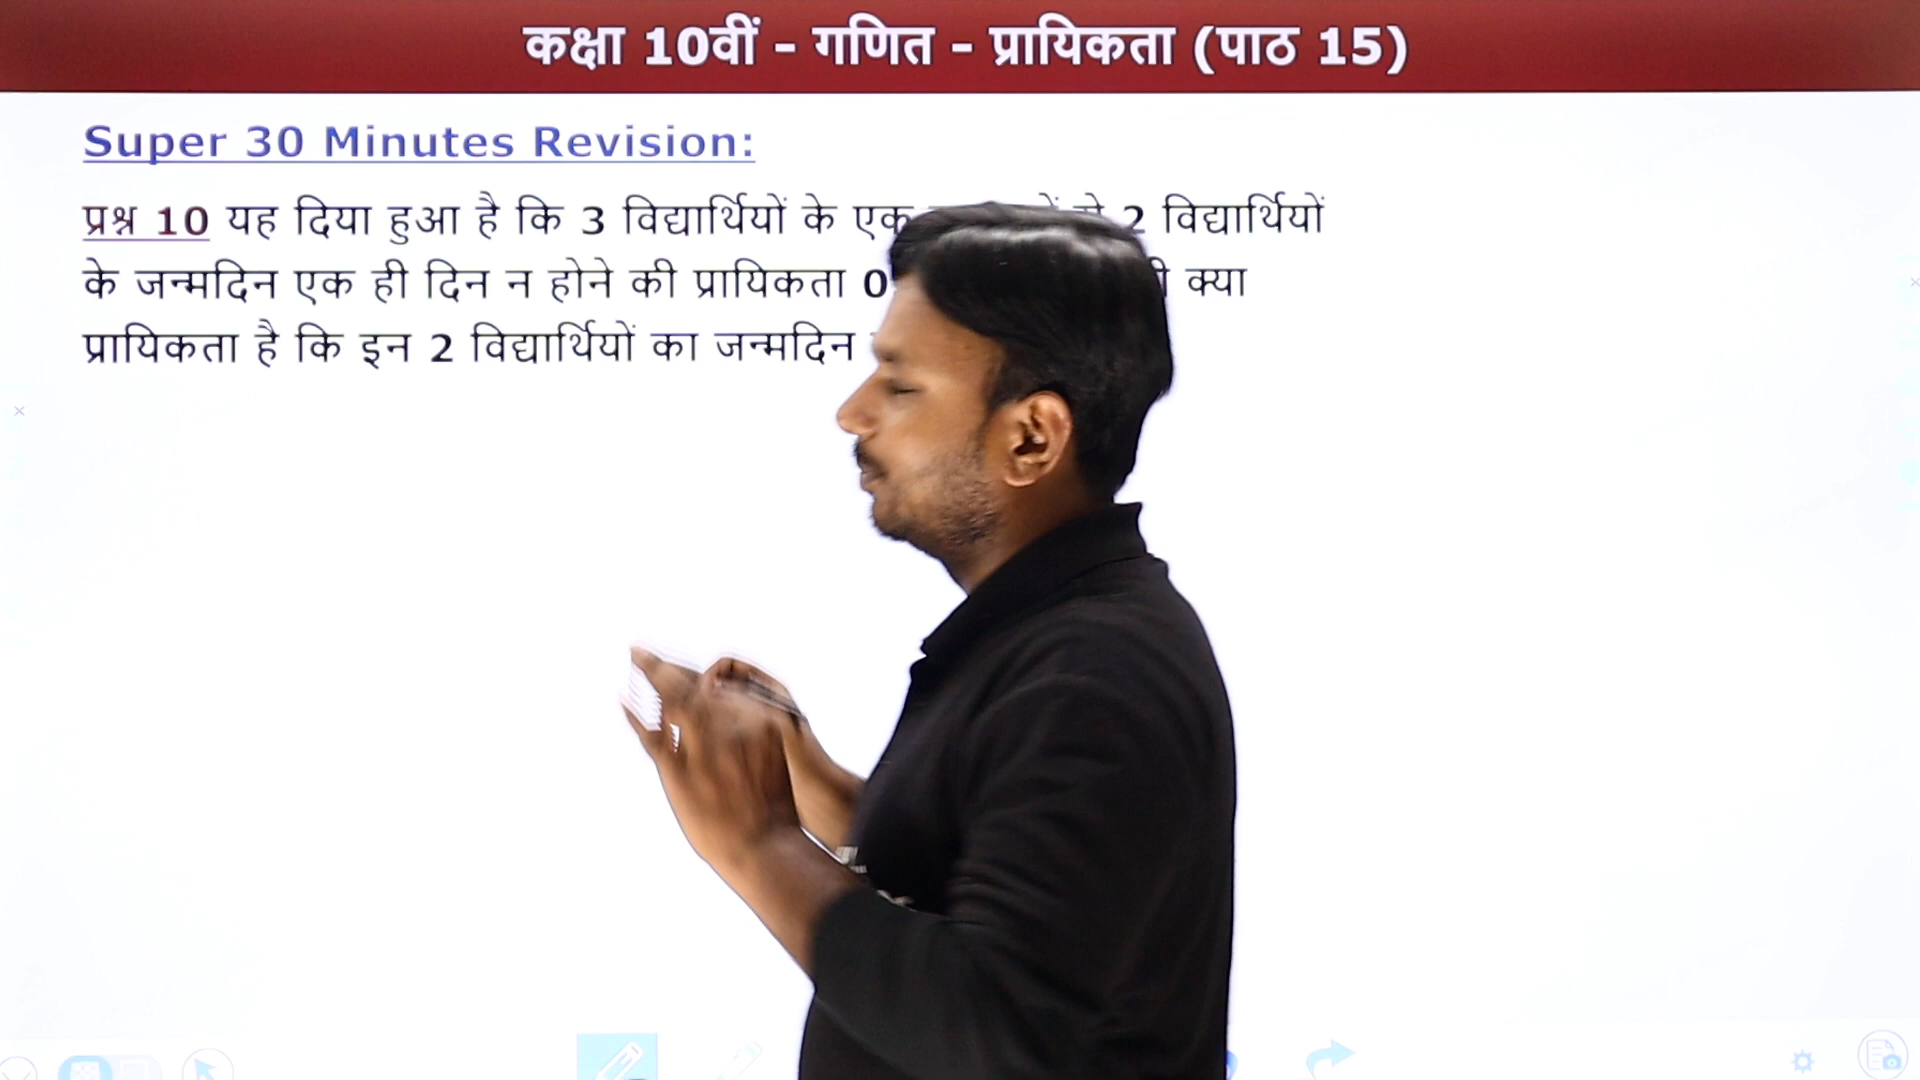 कक्षा 10वीं - गणित - प्रायिकता (पाठ 15)
Super 30 Minutes Revision:
प्रश्न 10 यह दिया हुआ है कि 3 विद्यार्थियों के एक 2 विद्यार्थियों
के जन्मदिन एक ही दिन न होने की प्रायिकता 0 क्या
प्रायिकता है कि इन 2 विद्यार्थियों का जन्मदिन